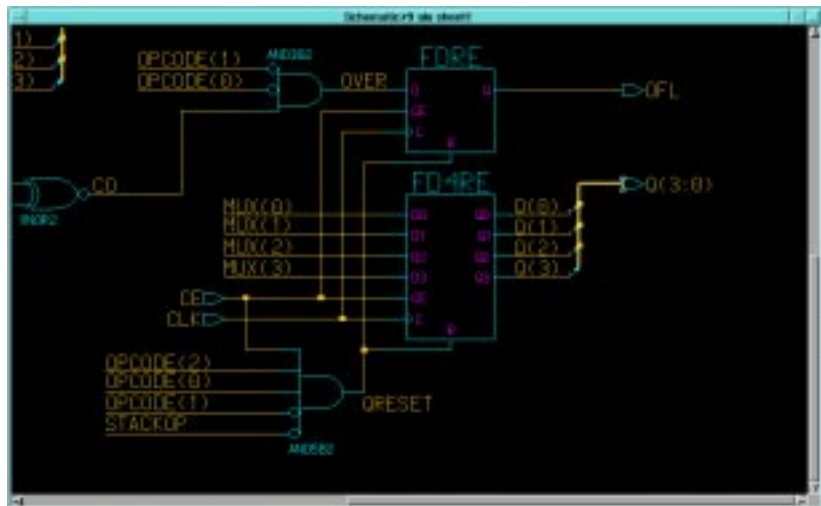 1)
2)
3)
OPCODE(1)
OPCODE(0)
AND3B2
OVER
FDRE
D
Q
CE
C
R
OFL
CO
XNOR2
FD4RE
MUX(0)
MUX(1)
MUX(2)
MUX(3)
D0
D1
D2
D3
CE
C
R
Q0
Q1
Q2
Q3
Q(0)
Q(1)
Q(2)
Q(3)
Q(3:0)
CE
CLK
OPCODE(2)
OPCODE(0)
OPCODE(1)
STACKOP
AND5B2
QRESET